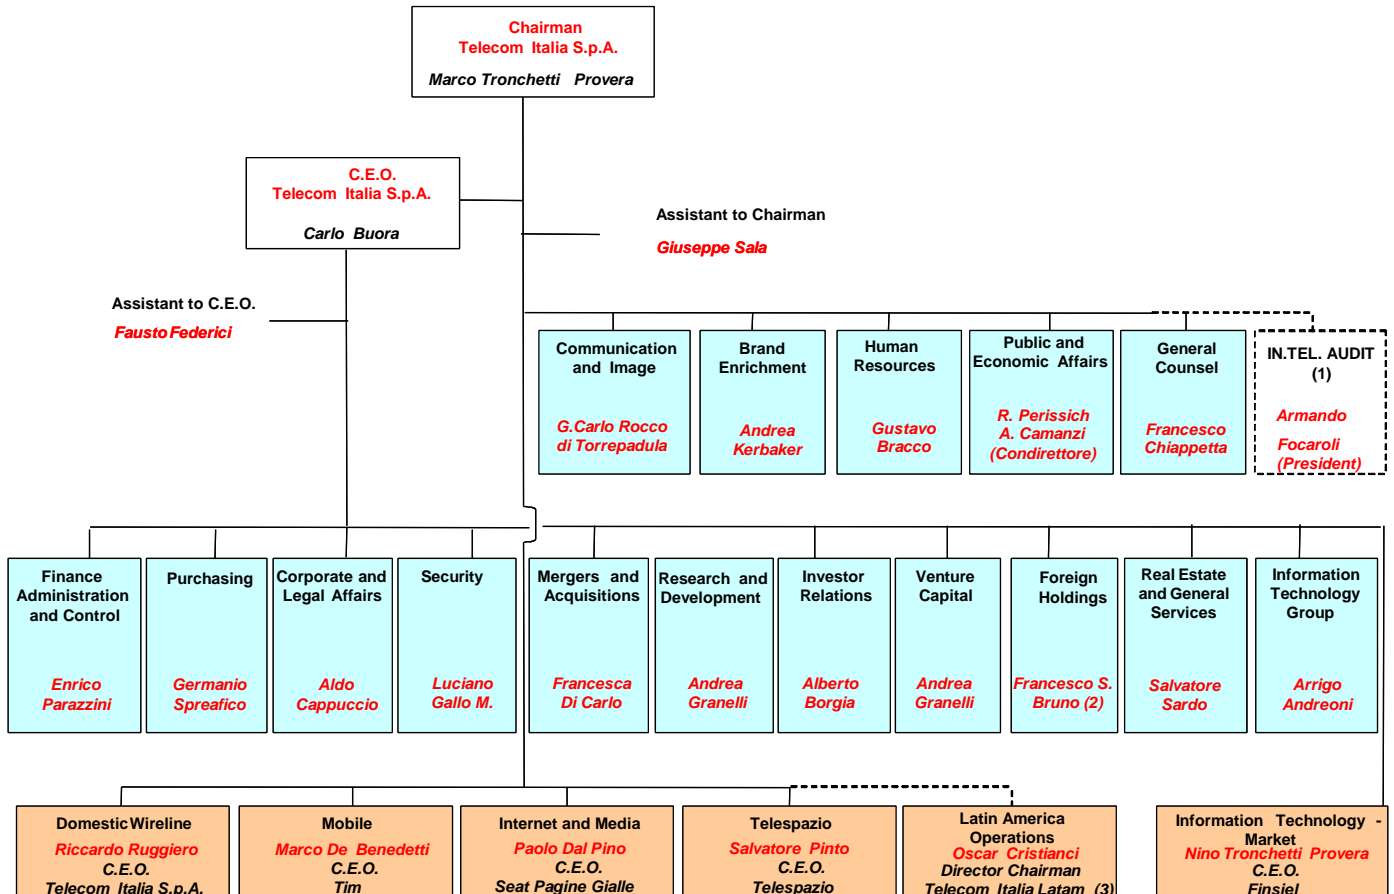 Chairman
Telecom Italia S.p.A.
Marco Tronchetti Provera
C.E.O.
Telecom Italia S.p.A.
Carlo Buora
Assistant to Chairman
Giuseppe Sala
Assistant to C.E.O.
Fausto Federici
Communication
and Image
G.Carlo Rocco
di Torrepadula
Brand
Enrichment
Andrea
Kerbaker
Human
Resources
Gustavo
Bracco
Public and
Economic Affairs
R. Perissich
A. Camanzi
(Condirettore)
General
Counsel
Francesco
Chiappetta
IN.TEL. AUDIT
(1)
Armando
Focaroli
(President)
Finance
Administration
and Control
Enrico
Parazzini
Purchasing
Germanio
Spreafico
Corporate and
Legal Affairs
Aldo
Cappuccio
Security
Luciano
Gallo M.
Mergers and
Acquisitions
Francesca
Di Carlo
Research and
Development
Andrea
Granelli
Investor
Relations
Alberto
Borgia
Venture
Capital
Andrea
Granelli
Foreign
Holdings
Francesco S.
Bruno (2)
Real Estate
and General
Services
Salvatore
Sardo
Information
Technology
Group
Arrigo
Andreoni
Domestic Wireline
Riccardo Ruggiero
C.E.O.
Telecom Italia S.p.A.
Mobile
Marco De Benedetti
C.E.O.
Tim
Internet and Media
Paolo Dal Pino
C.E.O.
Seat Pagine Gialle
Telespazio
Salvatore Pinto
C.E.O.
Telespazio
Latin America
Operations
Oscar Cristianci
Director Chairman
Telecom Italia Latam (3)
Information Technology -
Market
Nino Tronchetti Provera
C.E.O.
Finsiel